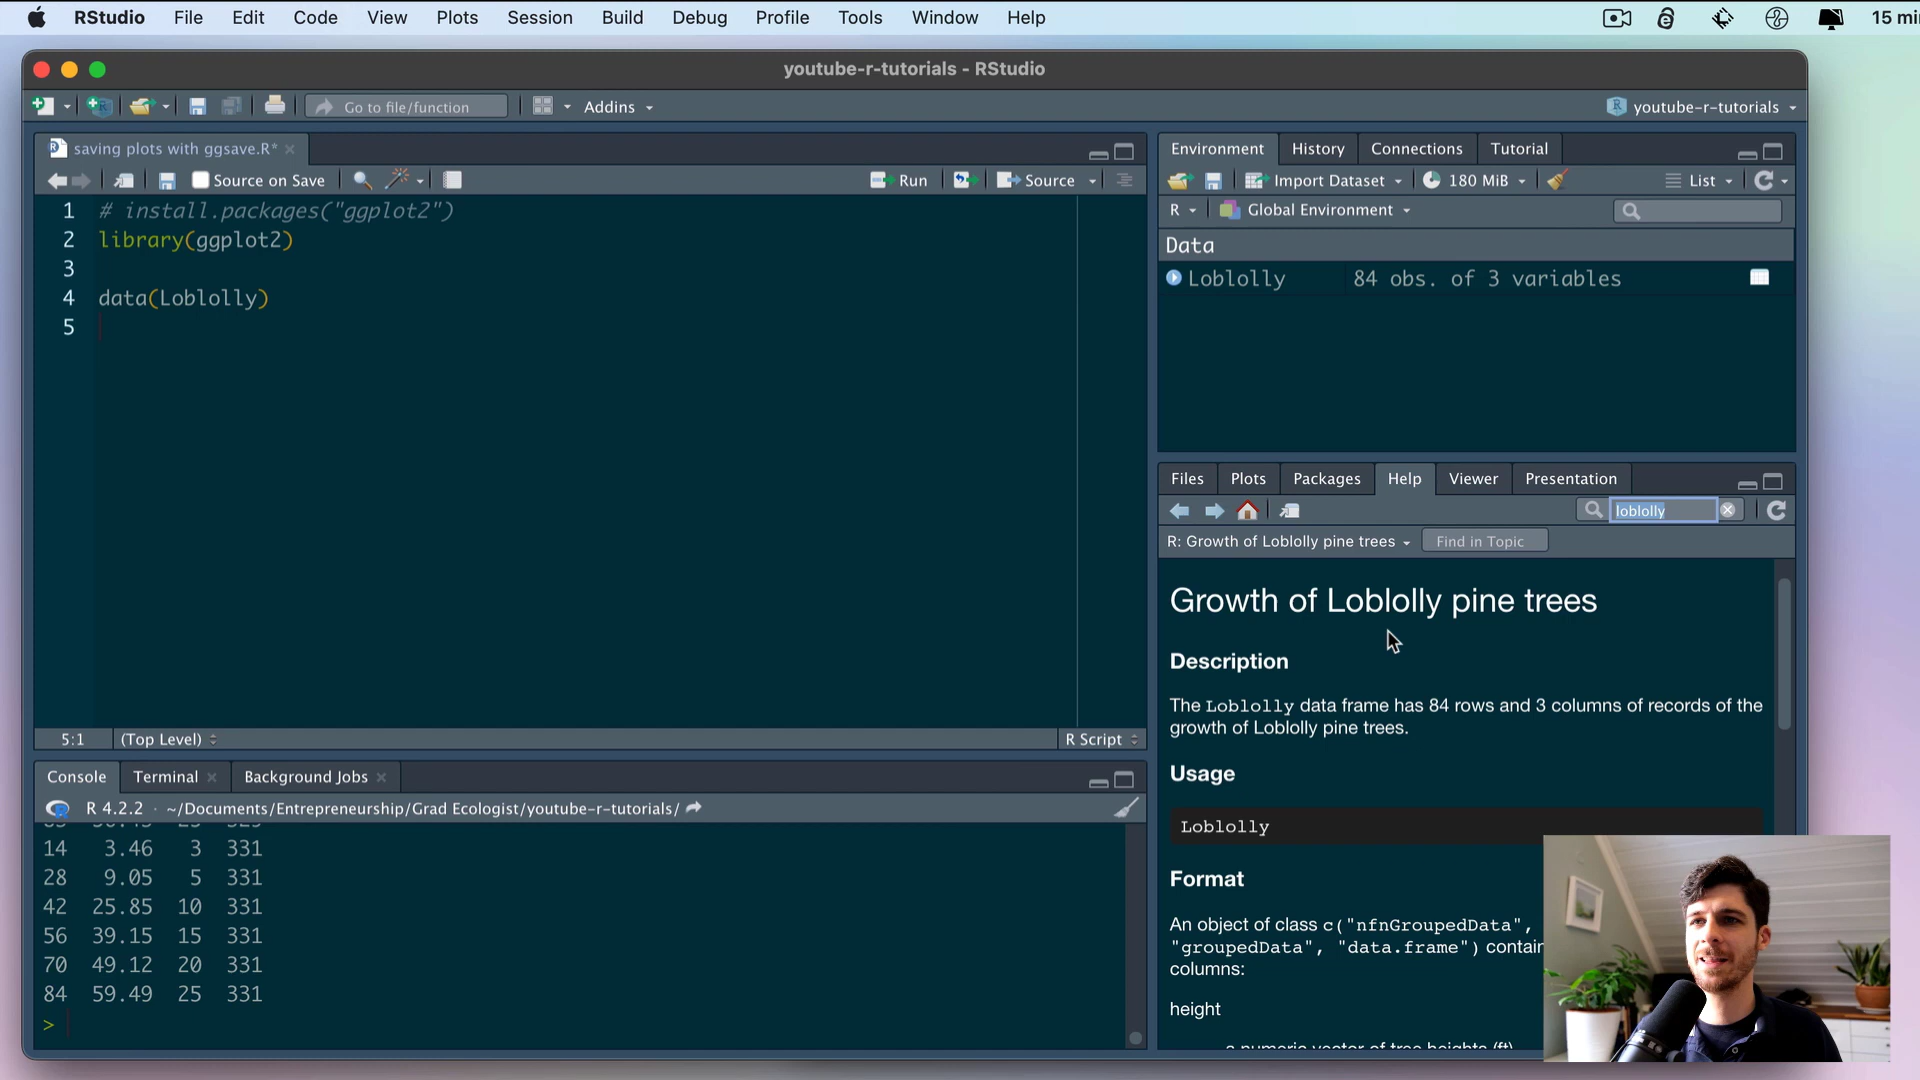 RStudio File Edit Code View Plots Session Build Debug Profile Tools Window Help
youtube-r-tutorials - RStudio
Go to file/function
Addins
youtube-r-tutorials
saving plots with ggsave.R*
Source on Save
Run
Source
1 # install.packages("ggplot2")
2 library(ggplot2)
3
4 data(Loblolly)
5
5:1 (Top Level)
R Script
Console Terminal Background Jobs
R 4.2.2 · ~/Documents/Entrepreneurship/Grad Ecologist/youtube-r-tutorials/
14 3.46 3 331
28 9.05 5 331
42 25.85 10 331
56 39.15 15 331
70 49.12 20 331
84 59.49 25 331
>
Environment History Connections Tutorial
Import Dataset 180 MiB List
R Global Environment
Data
Loblolly 84 obs. of 3 variables
Files Plots Packages Help Viewer Presentation
loblolly
R: Growth of Loblolly pine trees Find in Topic
Growth of Loblolly pine trees
Description
The Loblolly data frame has 84 rows and 3 columns of records of the
growth of Loblolly pine trees.
Usage
Loblolly
Format
An object of class c("nfnGroupedData",
"groupedData", "data.frame")
columns:
height
a numeric vector of tree heights (ft)